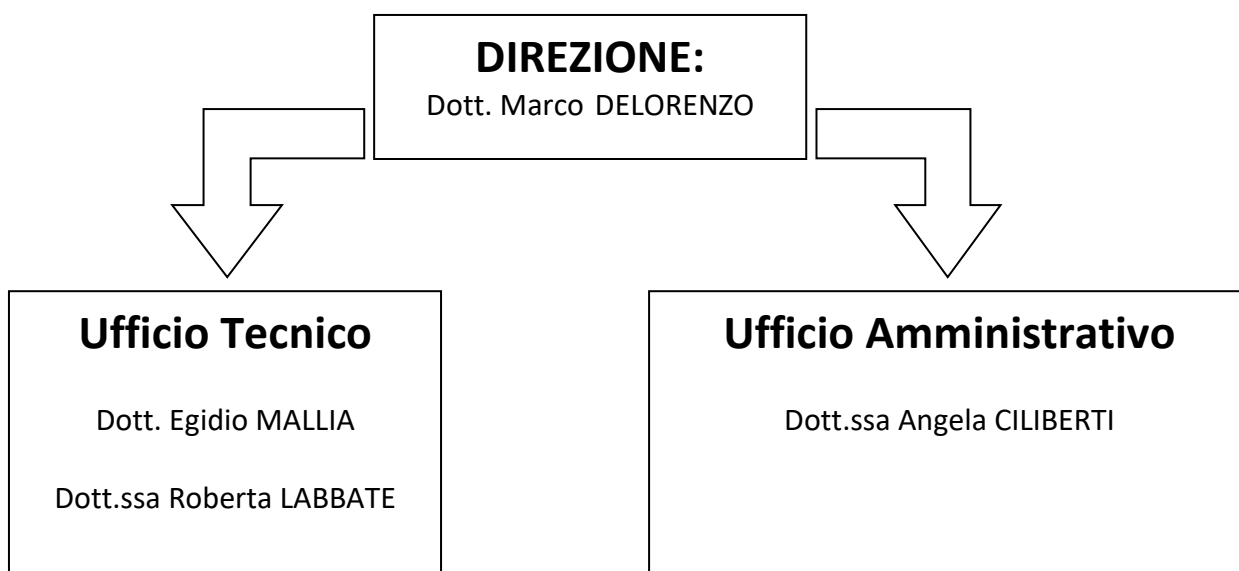 DIREZIONE:
Dott. Marco DELORENZO
Ufficio Tecnico
Dott. Egidio MALLIA
Dott.ssa Roberta LABBATE
Ufficio Amministrativo
Dott.ssa Angela CILIBERTI